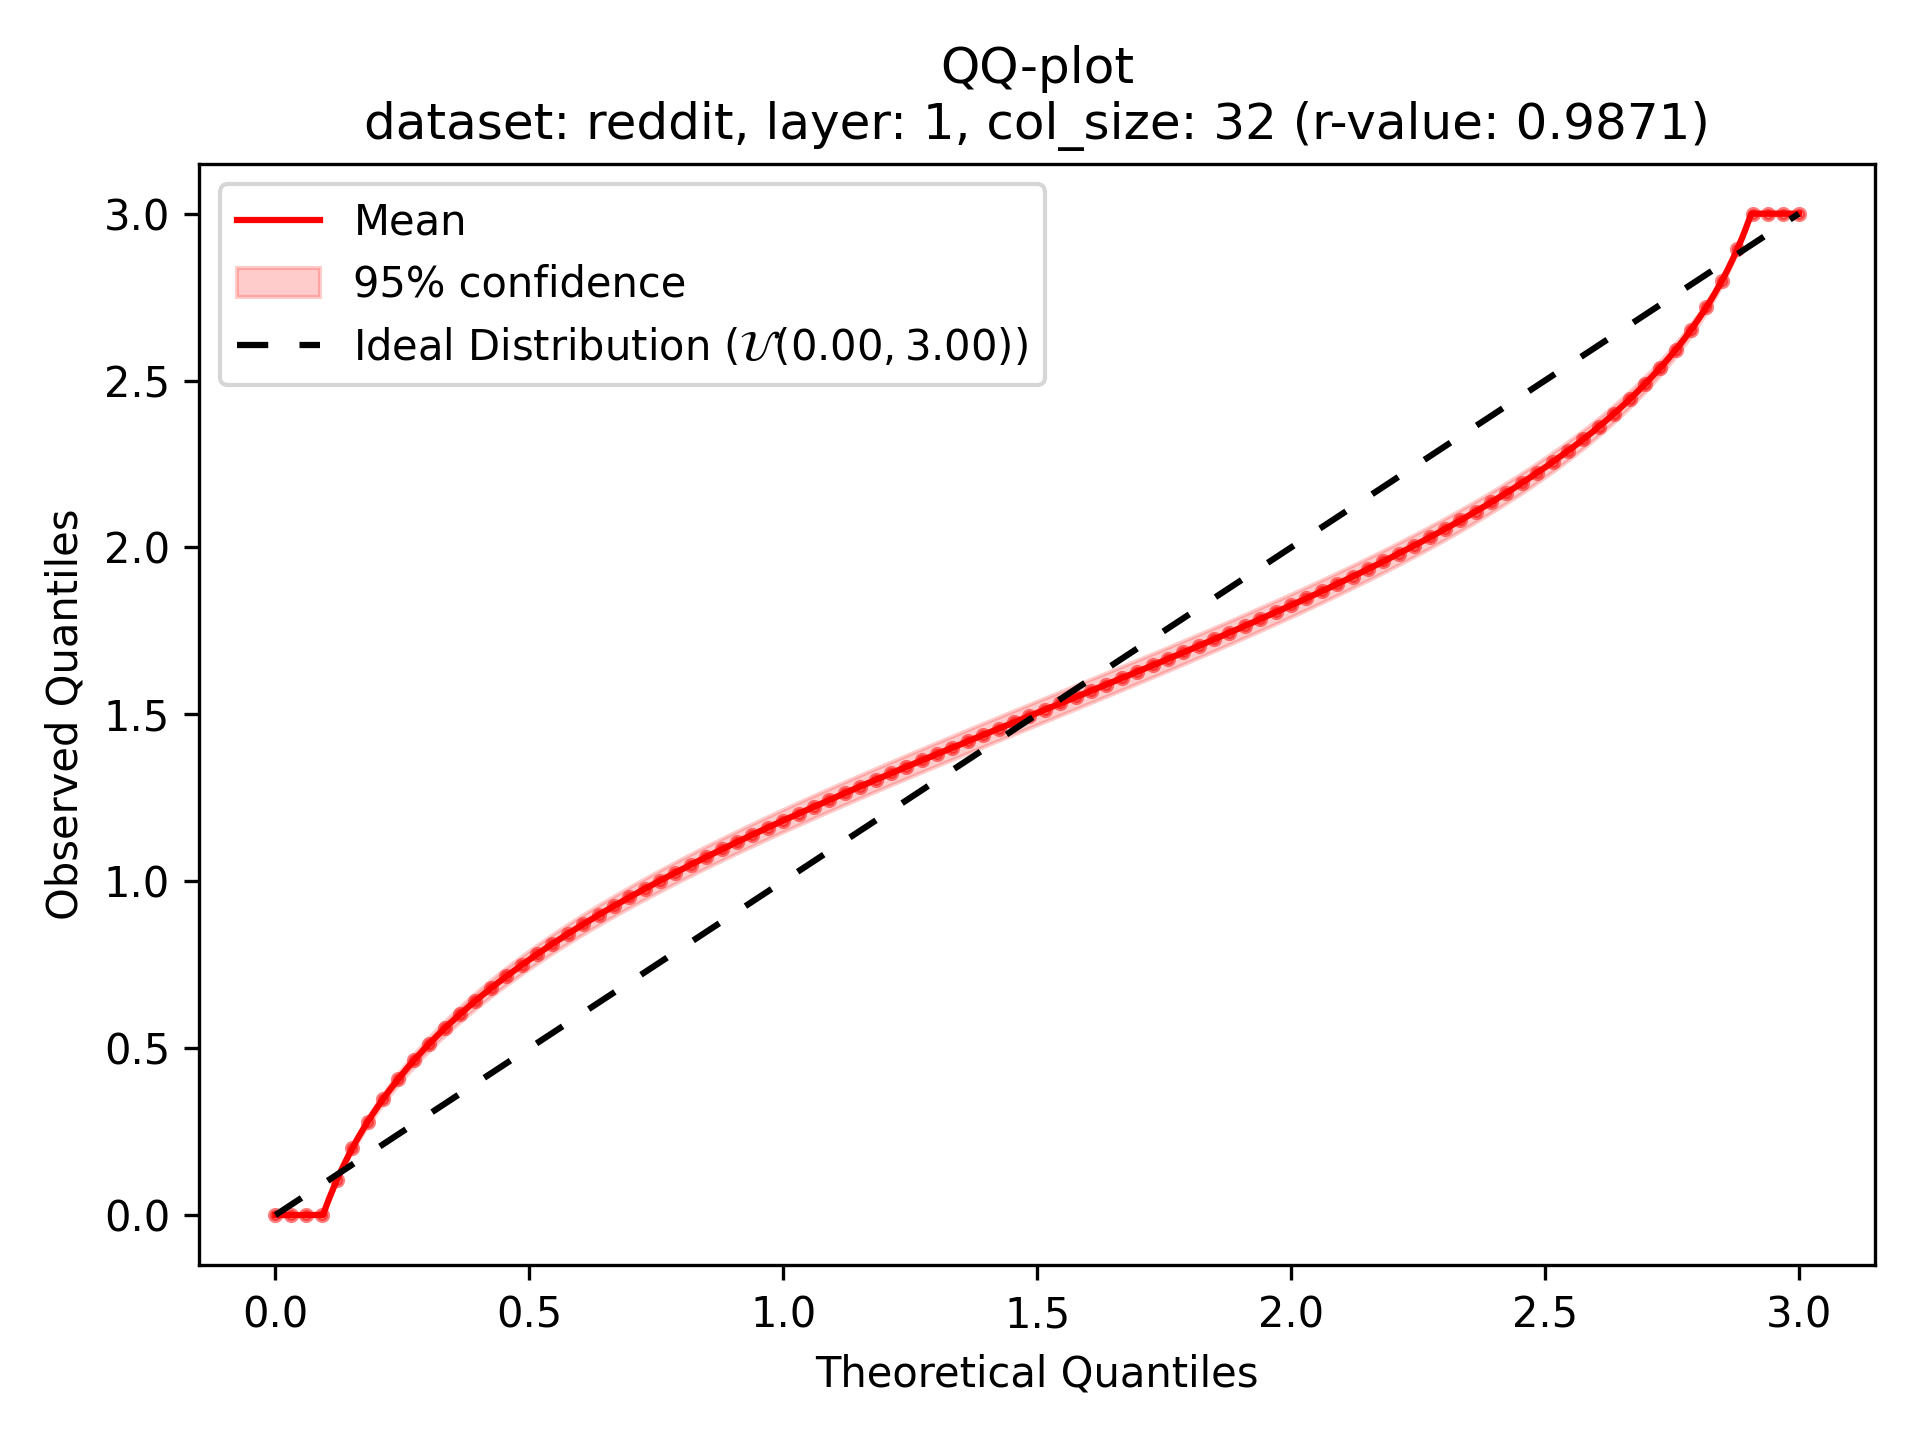 QQ-plot
dataset: reddit, layer: 1, col_size: 32 (r-value: 0.9871)
Mean
95% confidence
Ideal Distribution (𝒰(0.00, 3.00))
3.0
2.5
2.0
1.5
1.0
0.5
0.0
Observed Quantiles
0.0 0.5 1.0 1.5 2.0 2.5 3.0
Theoretical Quantiles